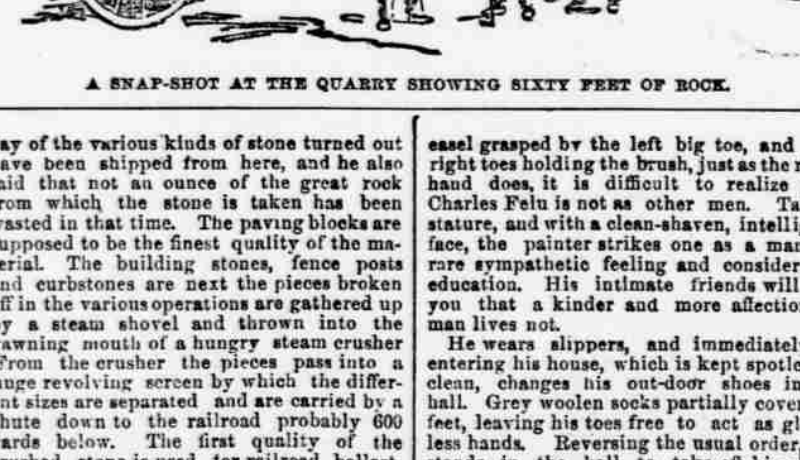 A SNAP-SHOT AT THE QUARRY SHOWING SIXTY FEET OF ROCK.
ay of the various kinds of stone turned out
ave been shipped from here, and he also
aid that not an ounce of the great rock
rom which the stone is taken has been
asted in that time. The paving blocks are
upposed to be the finest quality of the ma-
erial. The building stones, fence posts
nd curbstones are next the pieces broken
ff in the various operations are gathered up
y a steam shovel and thrown into the
awning mouth of a hungry steam crusher
From the crusher the pieces pass into a
uge revolving screen by which the differ-
nt sizes are separated and are carried by a
hute down to the railroad probably 600
ards below. The first quality of the
crushed stone is used for railroad ballast
easel grasped by the left big toe, and
right toes holding the brush, just as the
hand does, it is difficult to realize
Charles Felu is not as other men. Ta
stature, and with a clean-shaven, intelli
face, the painter strikes one as a man
rare sympathetic feeling and consider
education. His intimate friends will
you that a kinder and more affectio
man lives not.
He wears slippers, and immediatel
entering his house, which is kept spotle
clean, changes his out-door shoes in
hall. Grey woolen socks partially cover
feet, leaving his toes free to act as gl
less hands. Reversing the usual order